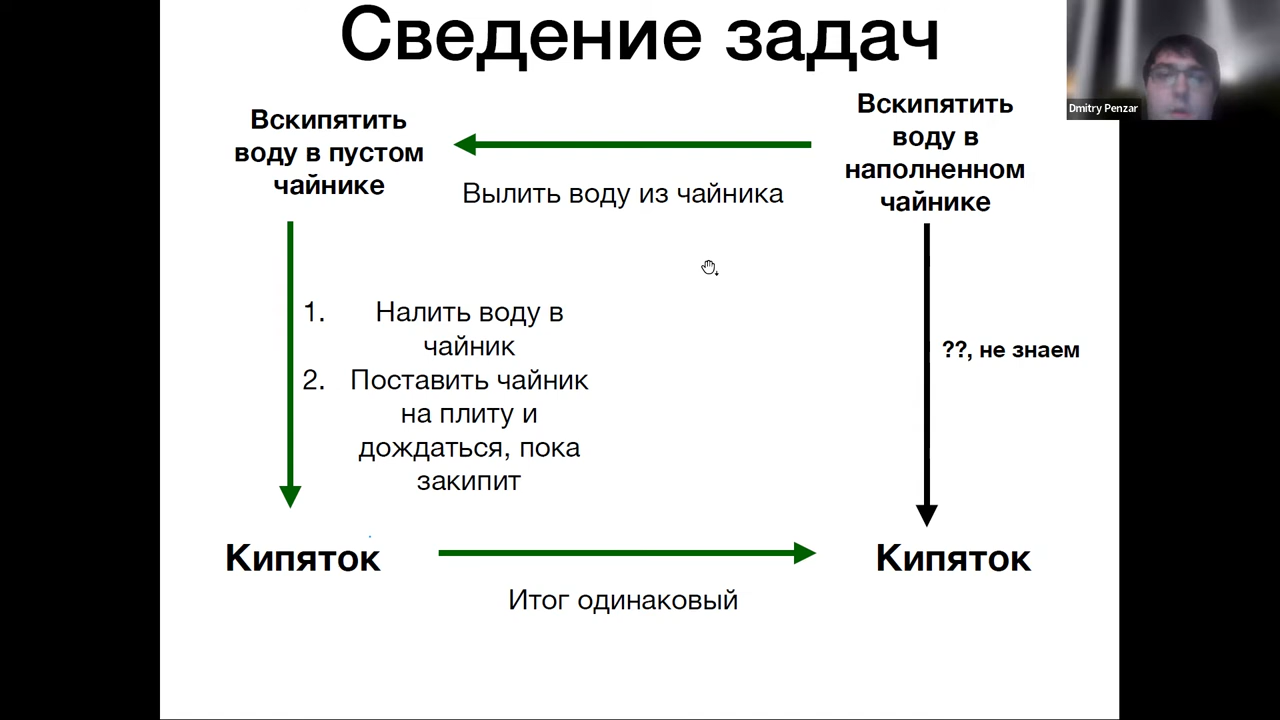 Сведение задач
Dmitry Penzar
Вскипятить
воду в пустом
чайнике
Вскипятить
воду в
наполненном
чайнике
Вылить воду из чайника
1. Налить воду в
чайник
2. Поставить чайник
на плиту и
дождаться, пока
закипит
??, не знаем
Кипяток
Кипяток
Итог одинаковый